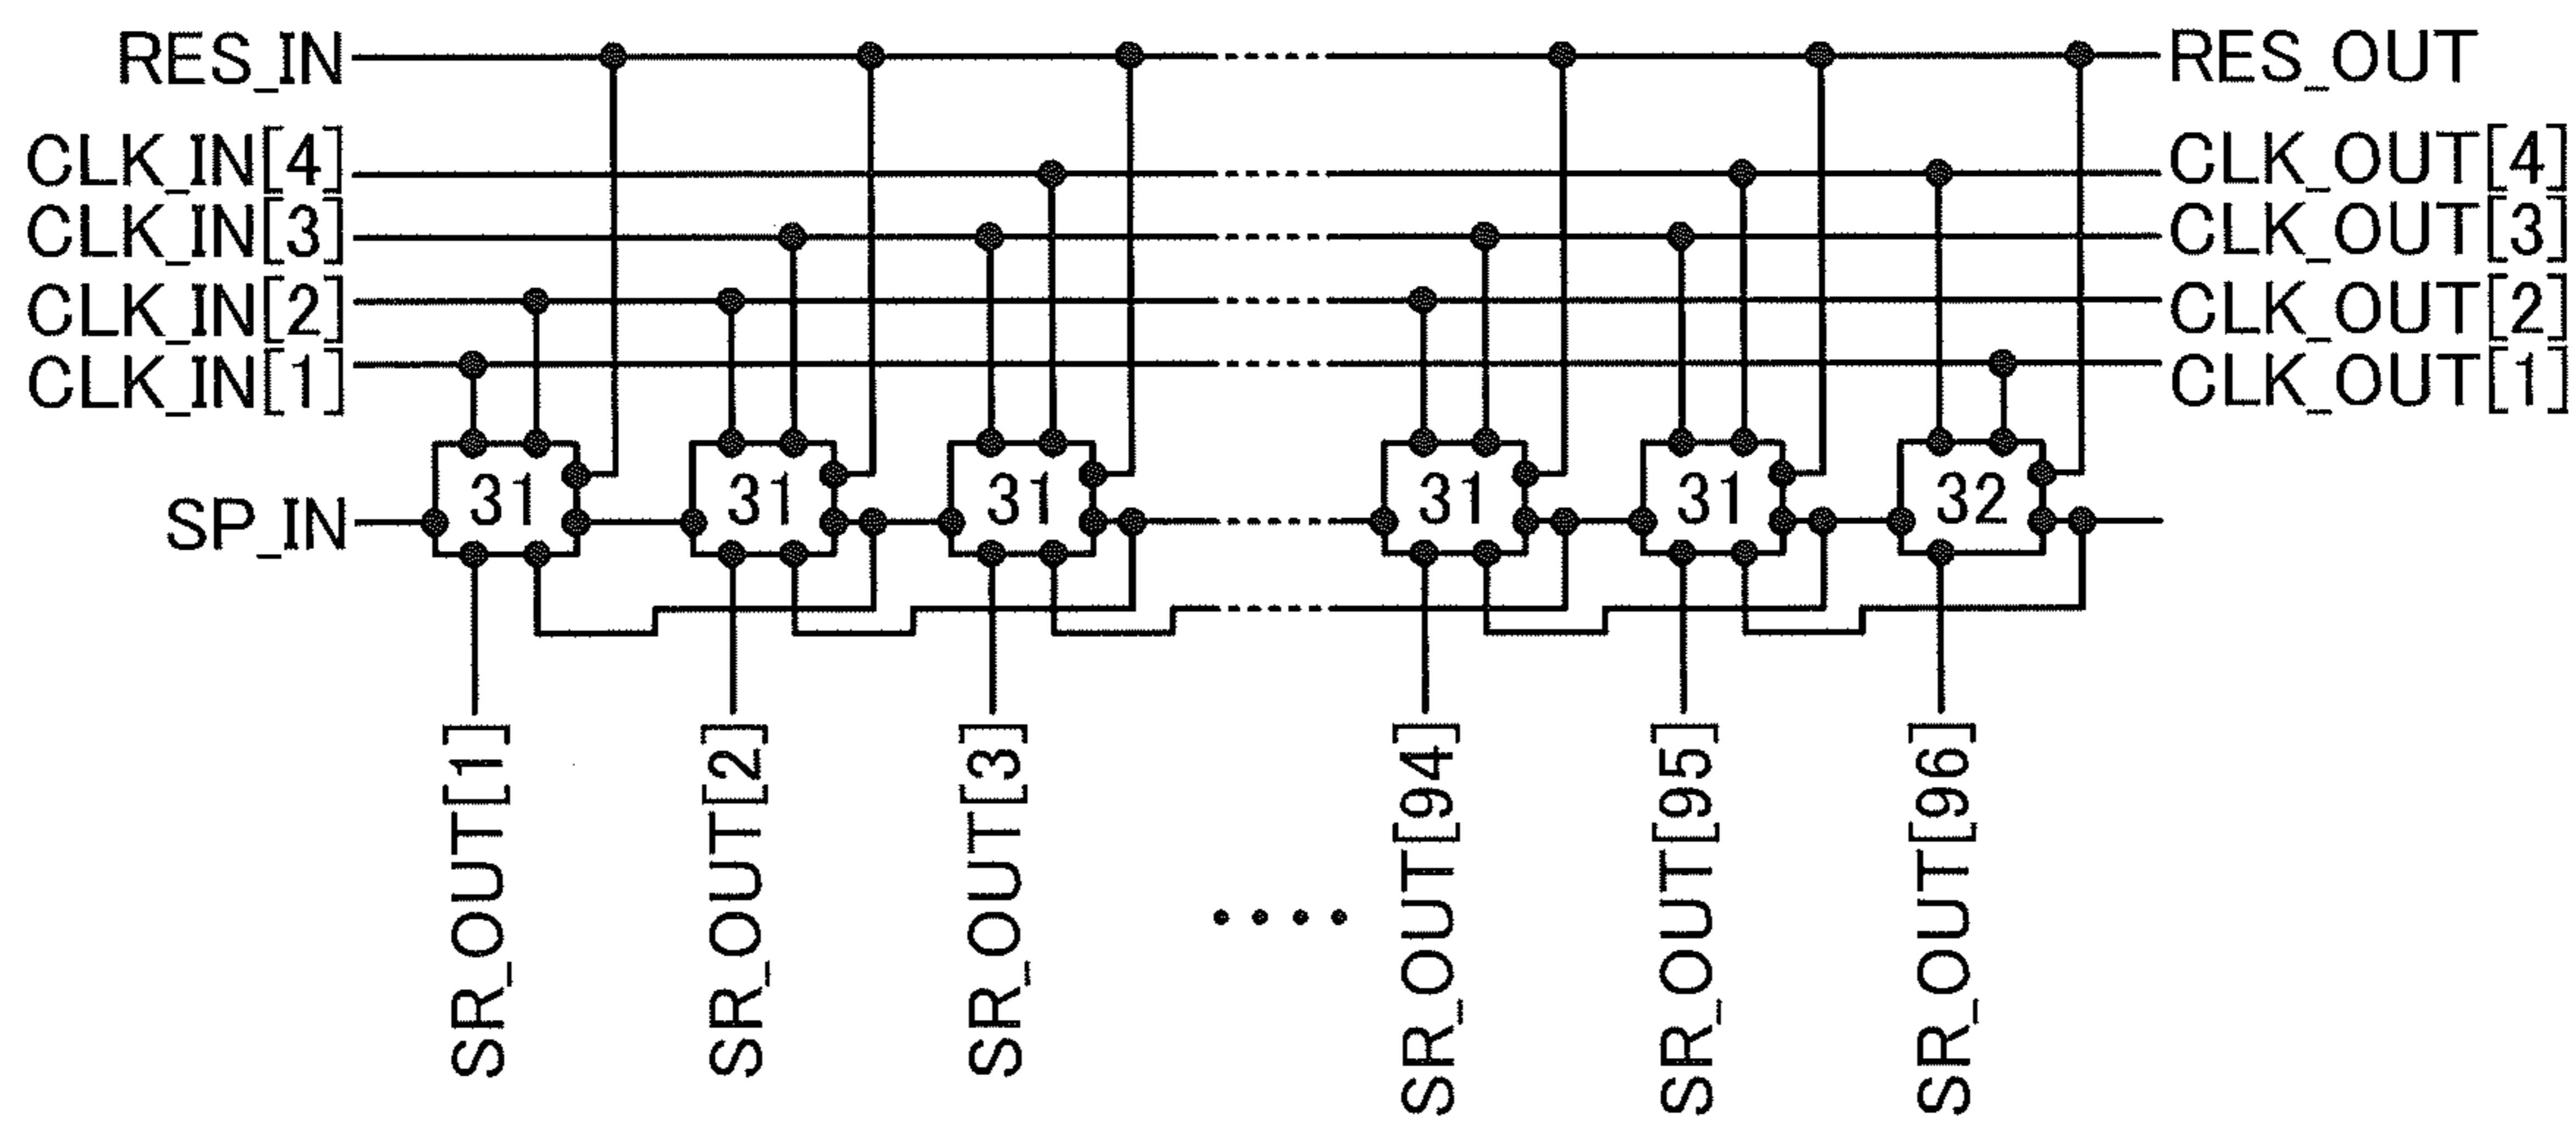 RES_IN RES_OUT
CLK_IN[4] CLK_OUT[4]
CLK_IN[3] CLK_OUT[3]
CLK_IN[2] CLK_OUT[2]
CLK_IN[1] CLK_OUT[1]
SP_IN 31 31 31 31 31 32
SR_OUT[1] SR_OUT[2] SR_OUT[3] SR_OUT[94] SR_OUT[95] SR_OUT[96]